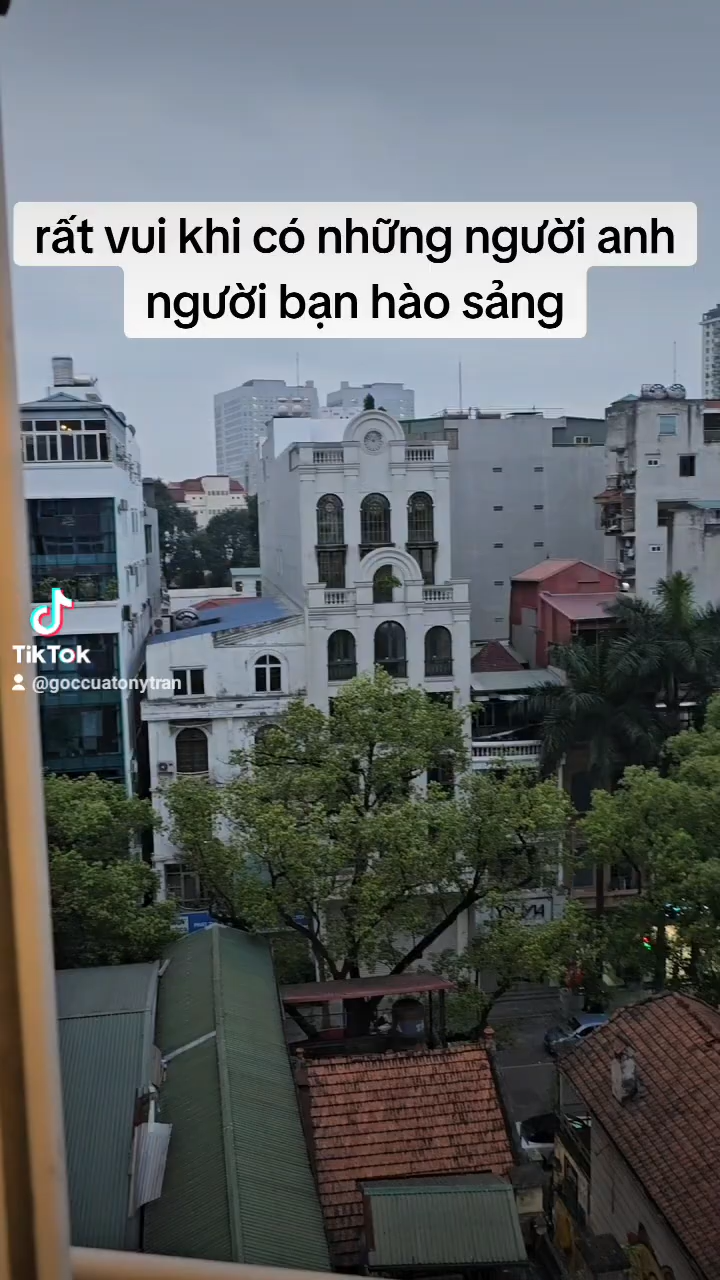 rất vui khi có những người anh
người bạn hào sảng
TikTok
@goccuatonytran